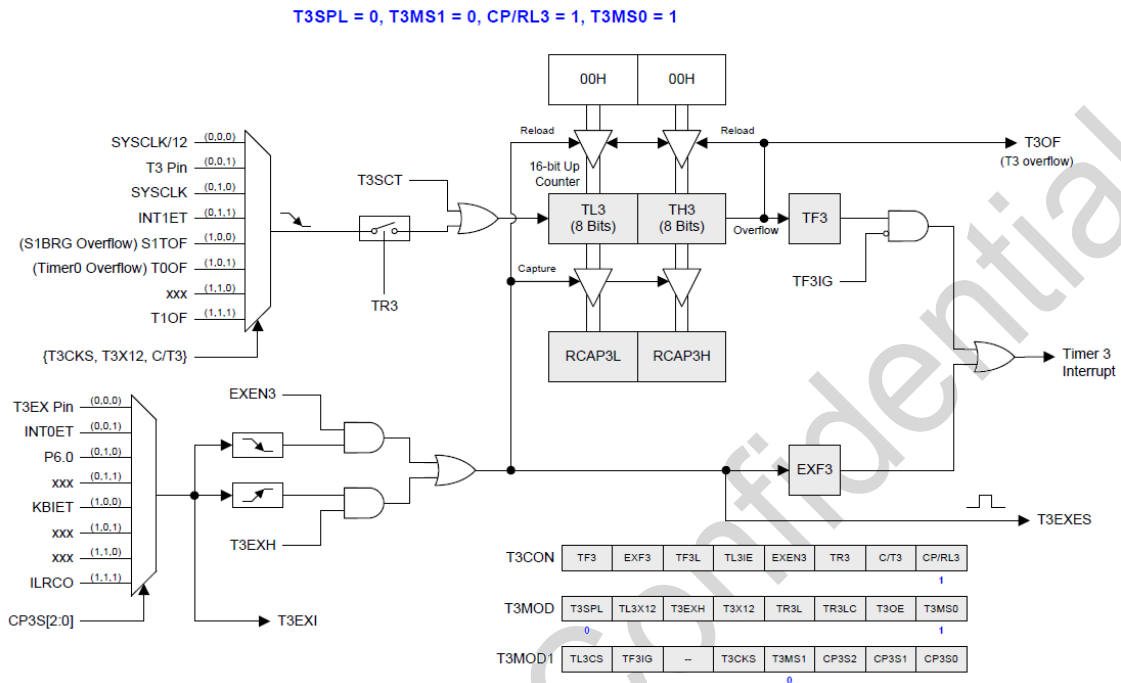 T3SPL = 0, T3MS1 = 0, CP/RL3 = 1, T3MS0 = 1
00H 00H
Reload Reload
SYSCLK/12 (0,0,0)
T3 Pin (0,0,1)
SYSCLK (0,1,0)
INT1ET (0,1,1)
(S1BRG Overflow) S1TOF (1,0,0)
(Timer0 Overflow) T0OF (1,0,1)
xxx (1,1,0)
T1OF (1,1,1)
{T3CKS, T3X12, C/T3}
TR3
T3SCT
16-bit Up
Counter
TL3
(8 Bits)
TH3
(8 Bits)
Overflow
TF3
T3OF
(T3 overflow)
TF3IG
Capture
RCAP3L RCAP3H
Timer 3
Interrupt
T3EX Pin (0,0,0)
INT0ET (0,0,1)
P6.0 (0,1,0)
xxx (0,1,1)
KBIET (1,0,0)
xxx (1,0,1)
xxx (1,1,0)
ILRCO (1,1,1)
CP3S[2:0]
EXEN3
T3EXH
T3EXI
EXF3
T3EXES
T3CON TF3 EXF3 TF3L TL3IE EXEN3 TR3 C/T3 CP/RL3
1
T3MOD T3SPL TL3X12 T3EXH T3X12 TR3L TR3LC T3OE T3MS0
0 1
T3MOD1 TL3CS TF3IG -- T3CKS T3MS1 CP3S2 CP3S1 CP3S0
0
Confidential